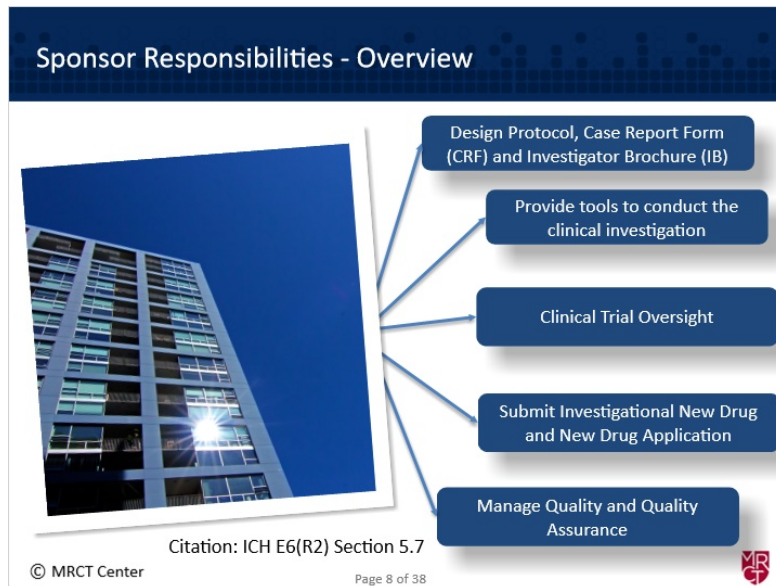 Sponsor Responsibilities - Overview
Design Protocol, Case Report Form
(CRF) and Investigator Brochure (IB)
Provide tools to conduct the
clinical investigation
Clinical Trial Oversight
Submit Investigational New Drug
and New Drug Application
Manage Quality and Quality
Assurance
Citation: ICH E6(R2) Section 5.7
© MRCT Center
Page 8 of 38
MR
CT